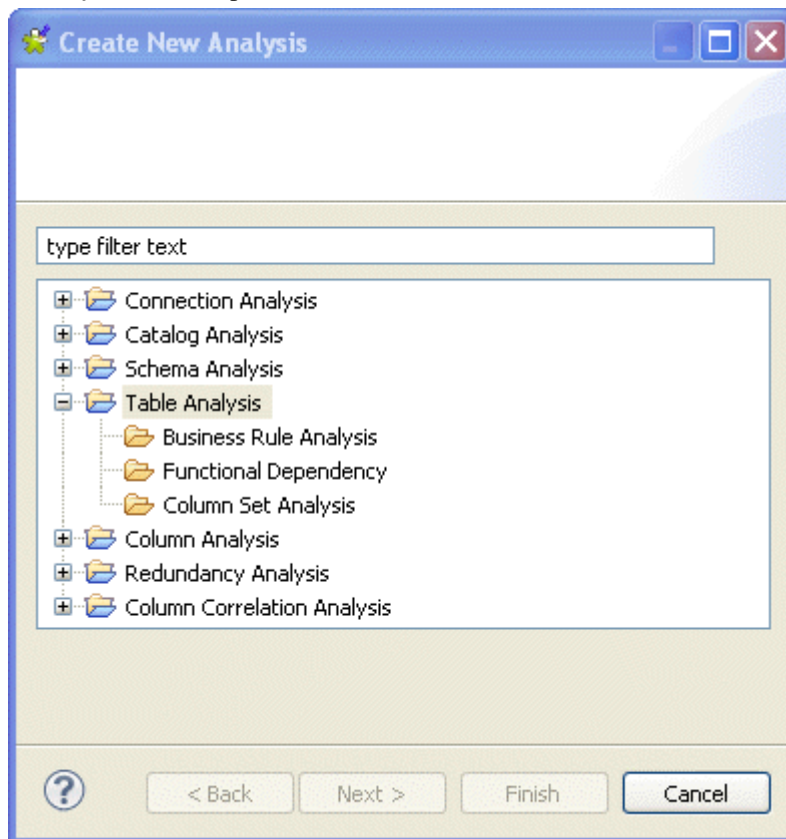 Create New Analysis
type filter text
Connection Analysis
Catalog Analysis
Schema Analysis
Table Analysis
Business Rule Analysis
Functional Dependency
Column Set Analysis
Column Analysis
Redundancy Analysis
Column Correlation Analysis
? < Back Next > Finish Cancel